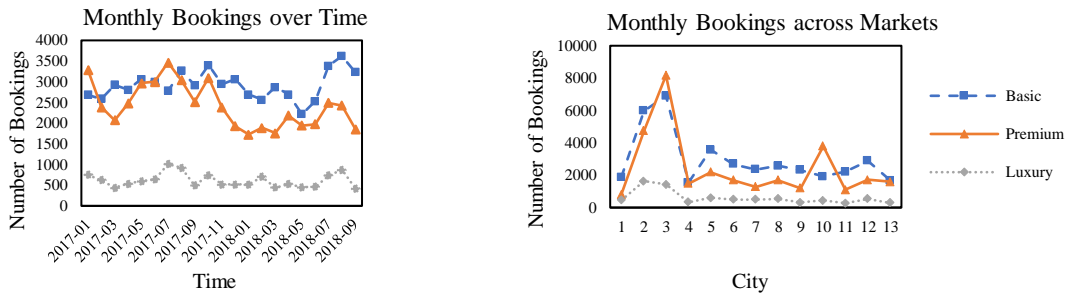 Monthly Bookings over Time
Number of Bookings
4000
3500
3000
2500
2000
1500
1000
500
0
2017-01
2017-03
2017-05
2017-07
2017-09
2017-11
2018-01
2018-03
2018-05
2018-07
2018-09
Time
Monthly Bookings across Markets
Number of Bookings
10000
8000
6000
4000
2000
0
1 2 3 4 5 6 7 8 9 10 11 12 13
City
Basic
Premium
Luxury